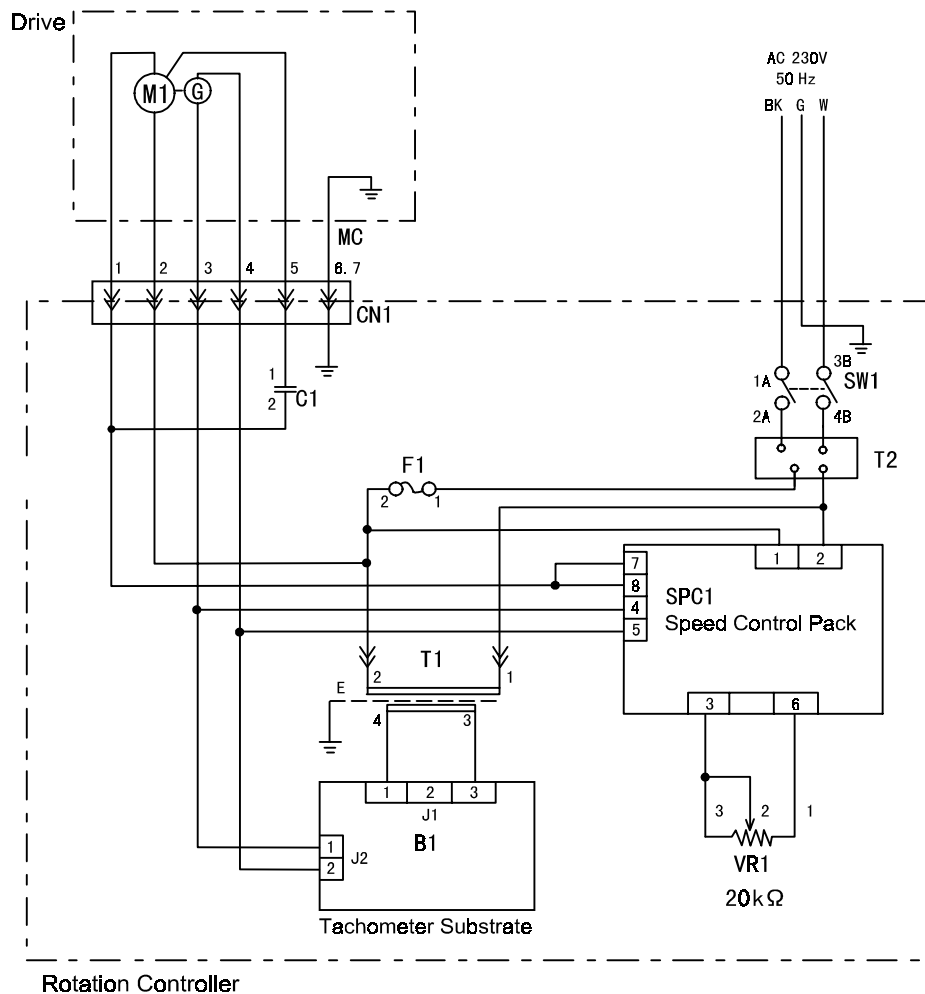 Drive
AC 230V
50 Hz
BK G W
M1 G
MC
1 2 3 4 5 6. 7
CN1
1
C1
2
3B
1A SW1
2A 4B
T2
F1
2 1
1 2
7
8
4
5
SPC1
Speed Control Pack
T1
2 1
E
4 3
3 6
1 2 3
J1
B1
1
2
J2
3 2 1
VR1
20kΩ
Tachometer Substrate
Rotation Controller